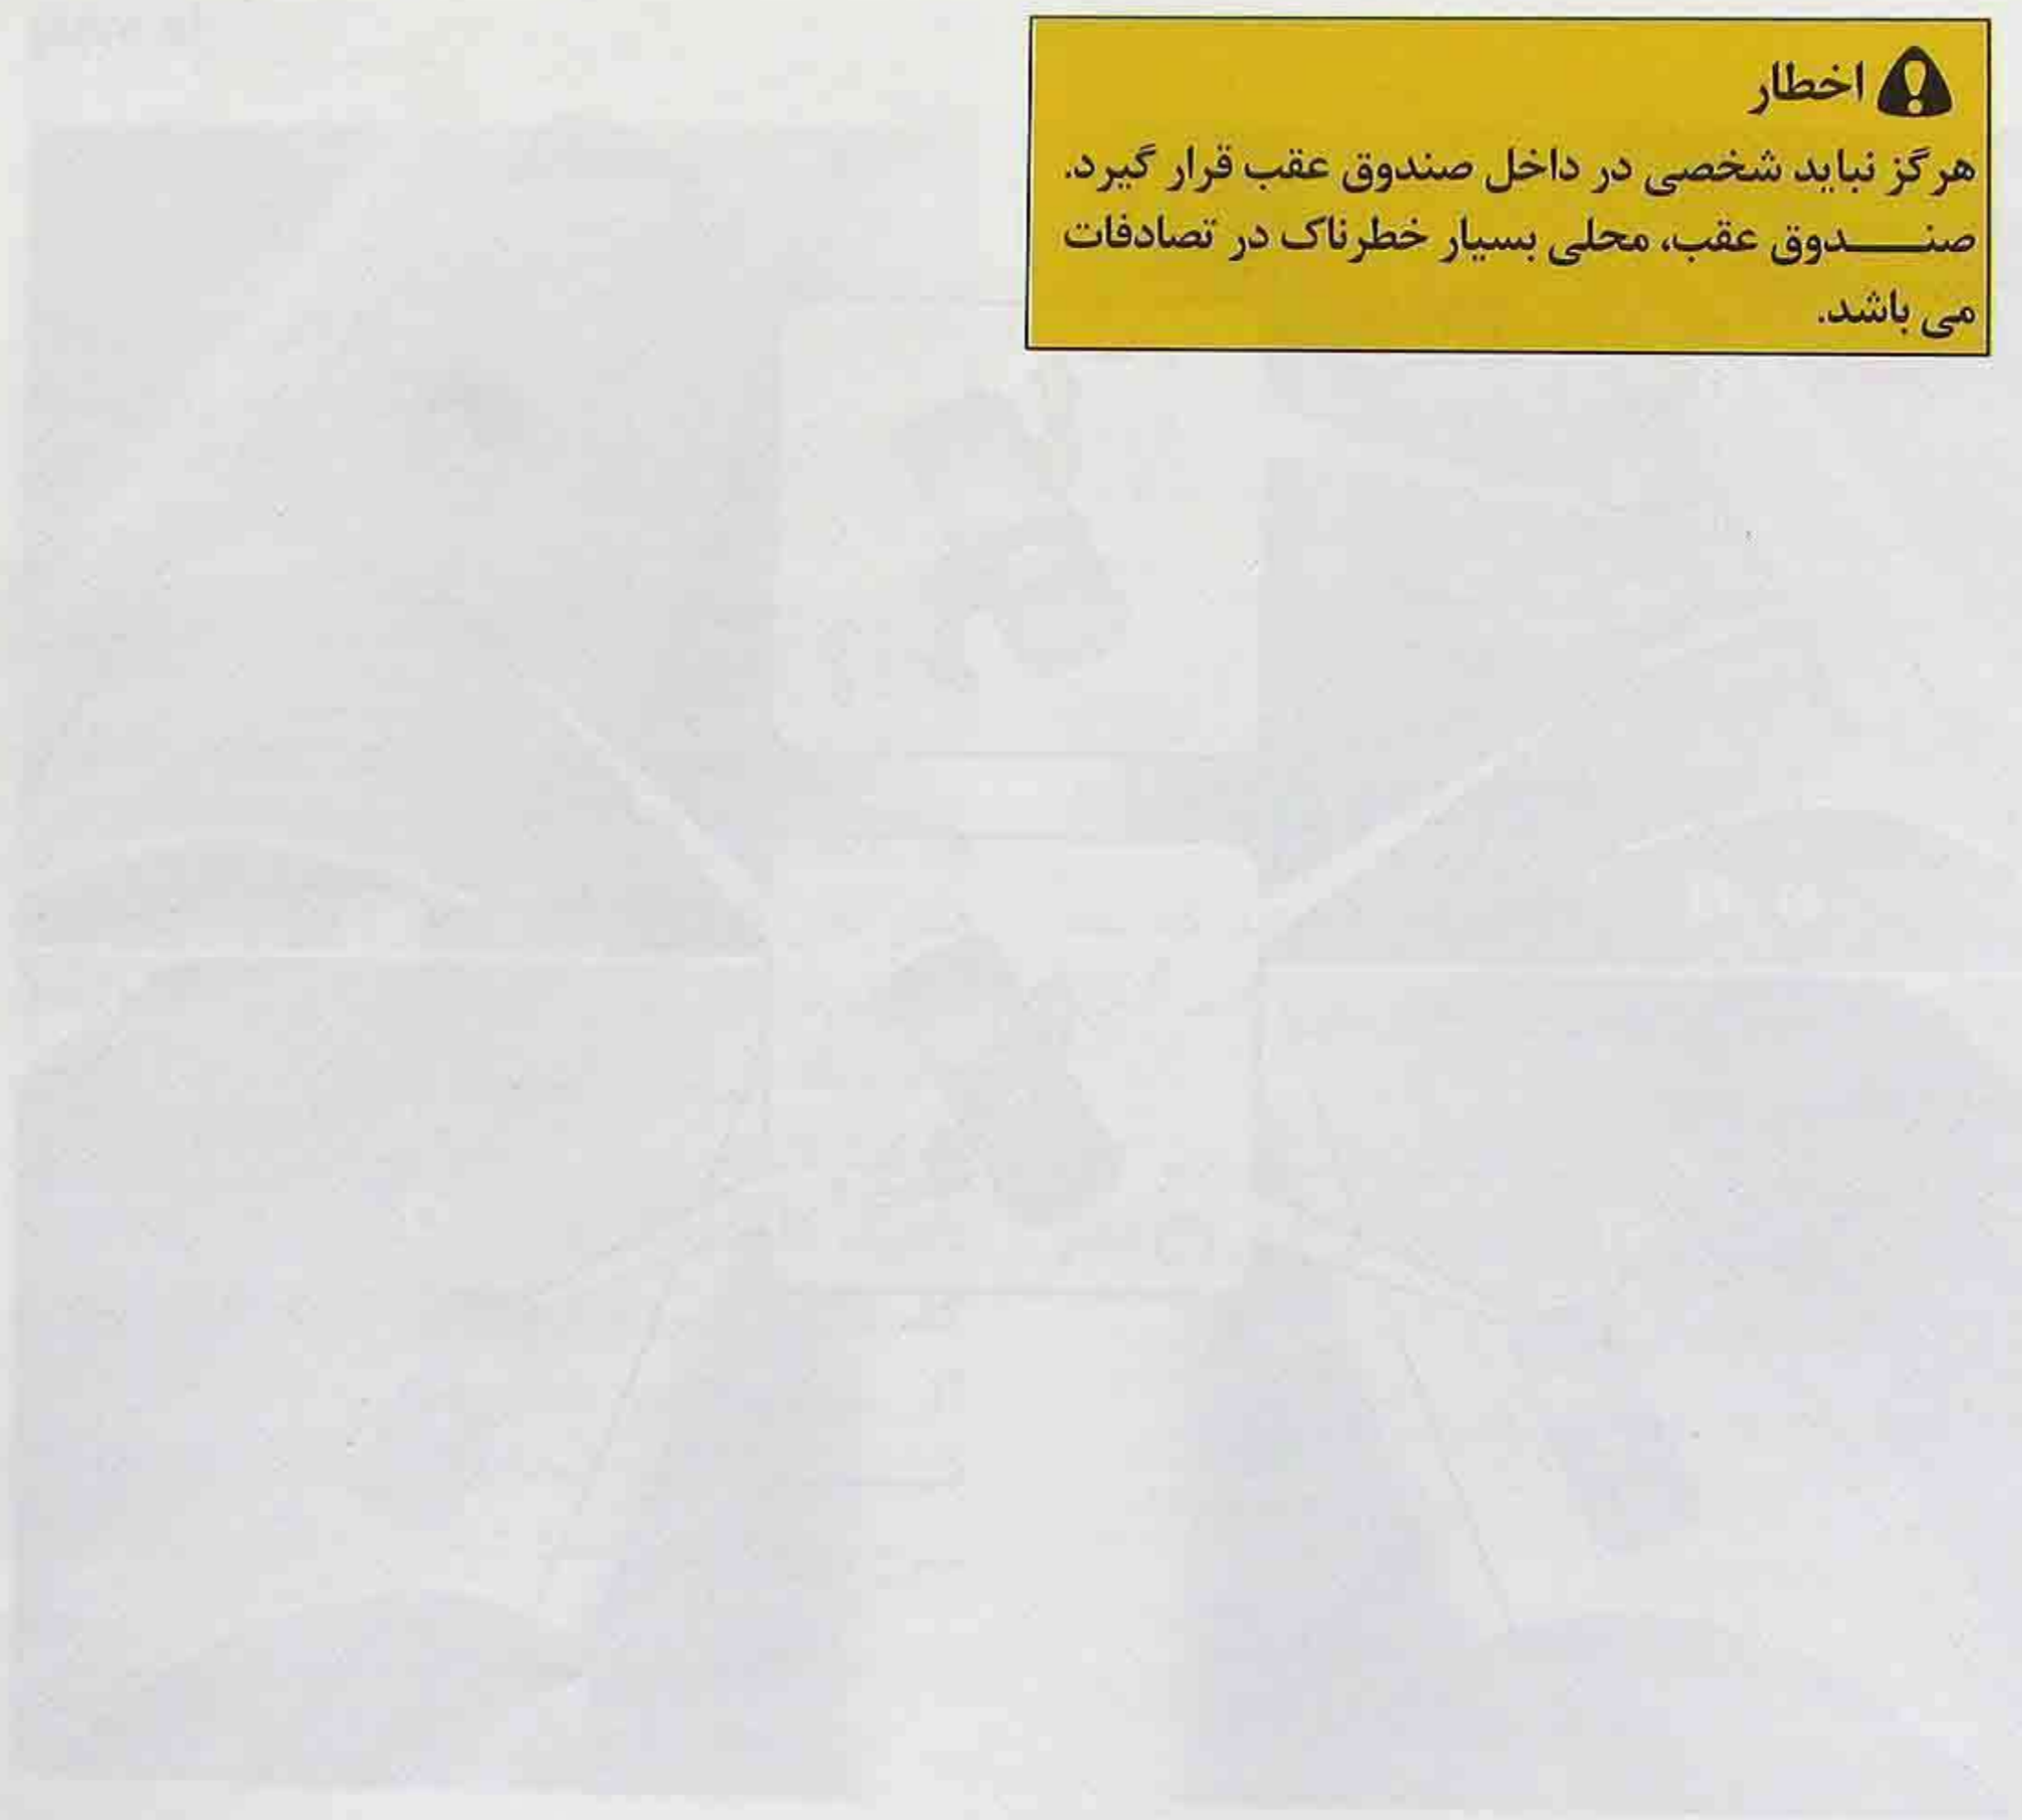 اخطار
هرگز نباید شخصی در داخل صندوق عقب قرار گیرد.
صنـــــدوق عقب، محلی بسیار خطرناک در تصادفات
می باشد.